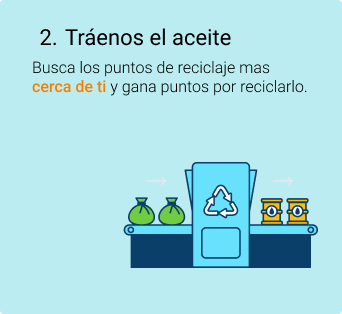 2. Tráenos el aceite
Busca los puntos de reciclaje mas
cerca de ti y gana puntos por reciclarlo.